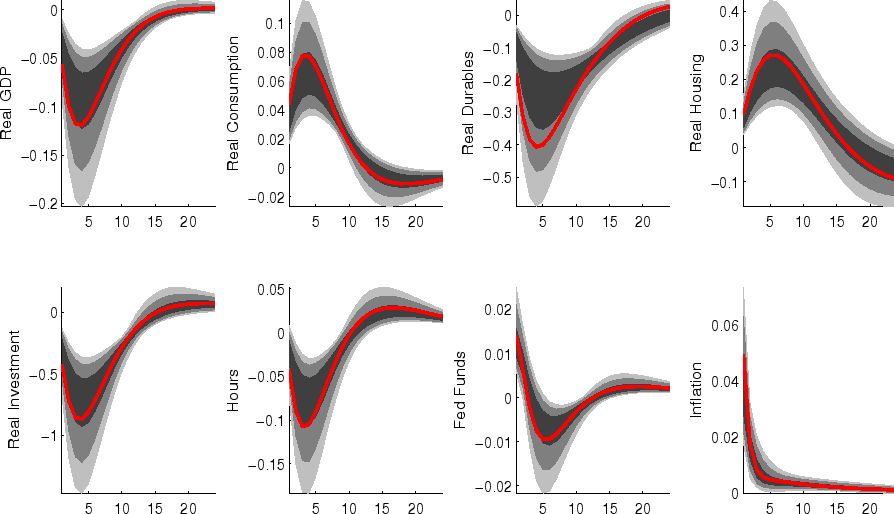 Real GDP
0
−0.05
−0.1
−0.15
−0.2
5 10 15 20
Real Consumption
0.1
0.08
0.06
0.04
0.02
0
−0.02
5 10 15 20
Real Durables
0
−0.1
−0.2
−0.3
−0.4
−0.5
5 10 15 20
Real Housing
0.4
0.3
0.2
0.1
0
−0.1
5 10 15 20
Real Investment
0
−0.5
−1
5 10 15 20
Hours
0.05
0
−0.05
−0.1
−0.15
5 10 15 20
Fed Funds
0.02
0.01
0
−0.01
−0.02
5 10 15 20
Inflation
0.06
0.04
0.02
0
5 10 15 20